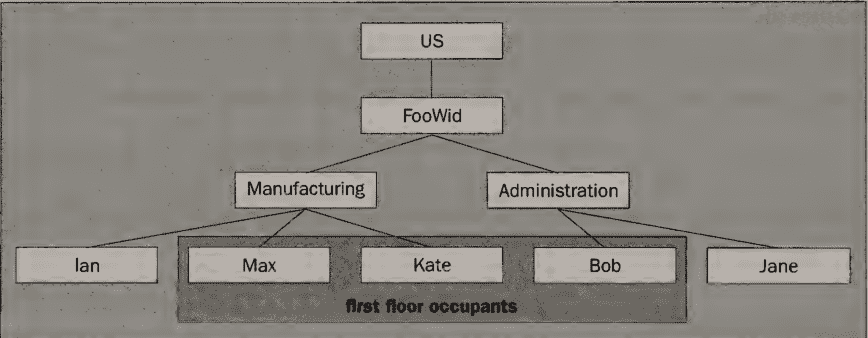 US
FooWid
Manufacturing Administration
Ian Max Kate Bob Jane
first floor occupants